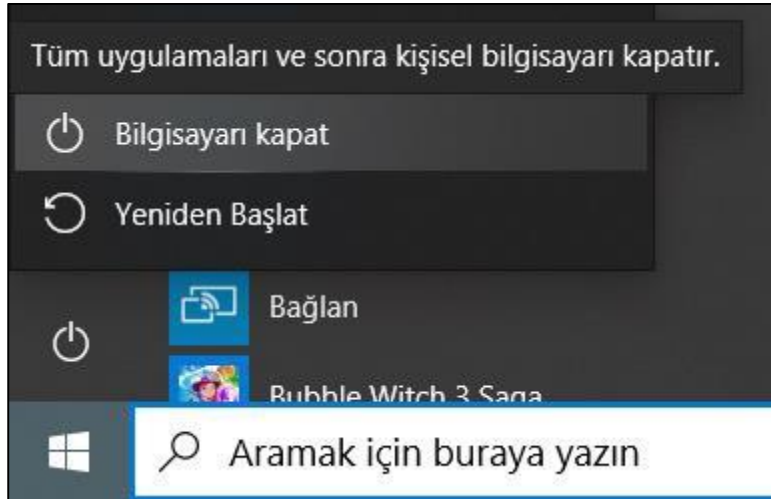 Tüm uygulamaları ve sonra kişisel bilgisayarı kapatır.
Bilgisayarı kapat
Yeniden Başlat
Bağlan
Bubble Witch 3 Saga
Aramak için buraya yazın